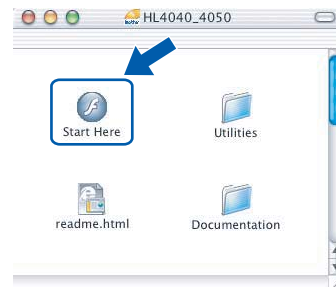 HL4040_4050
Start Here
Utilities
readme.html
Documentation